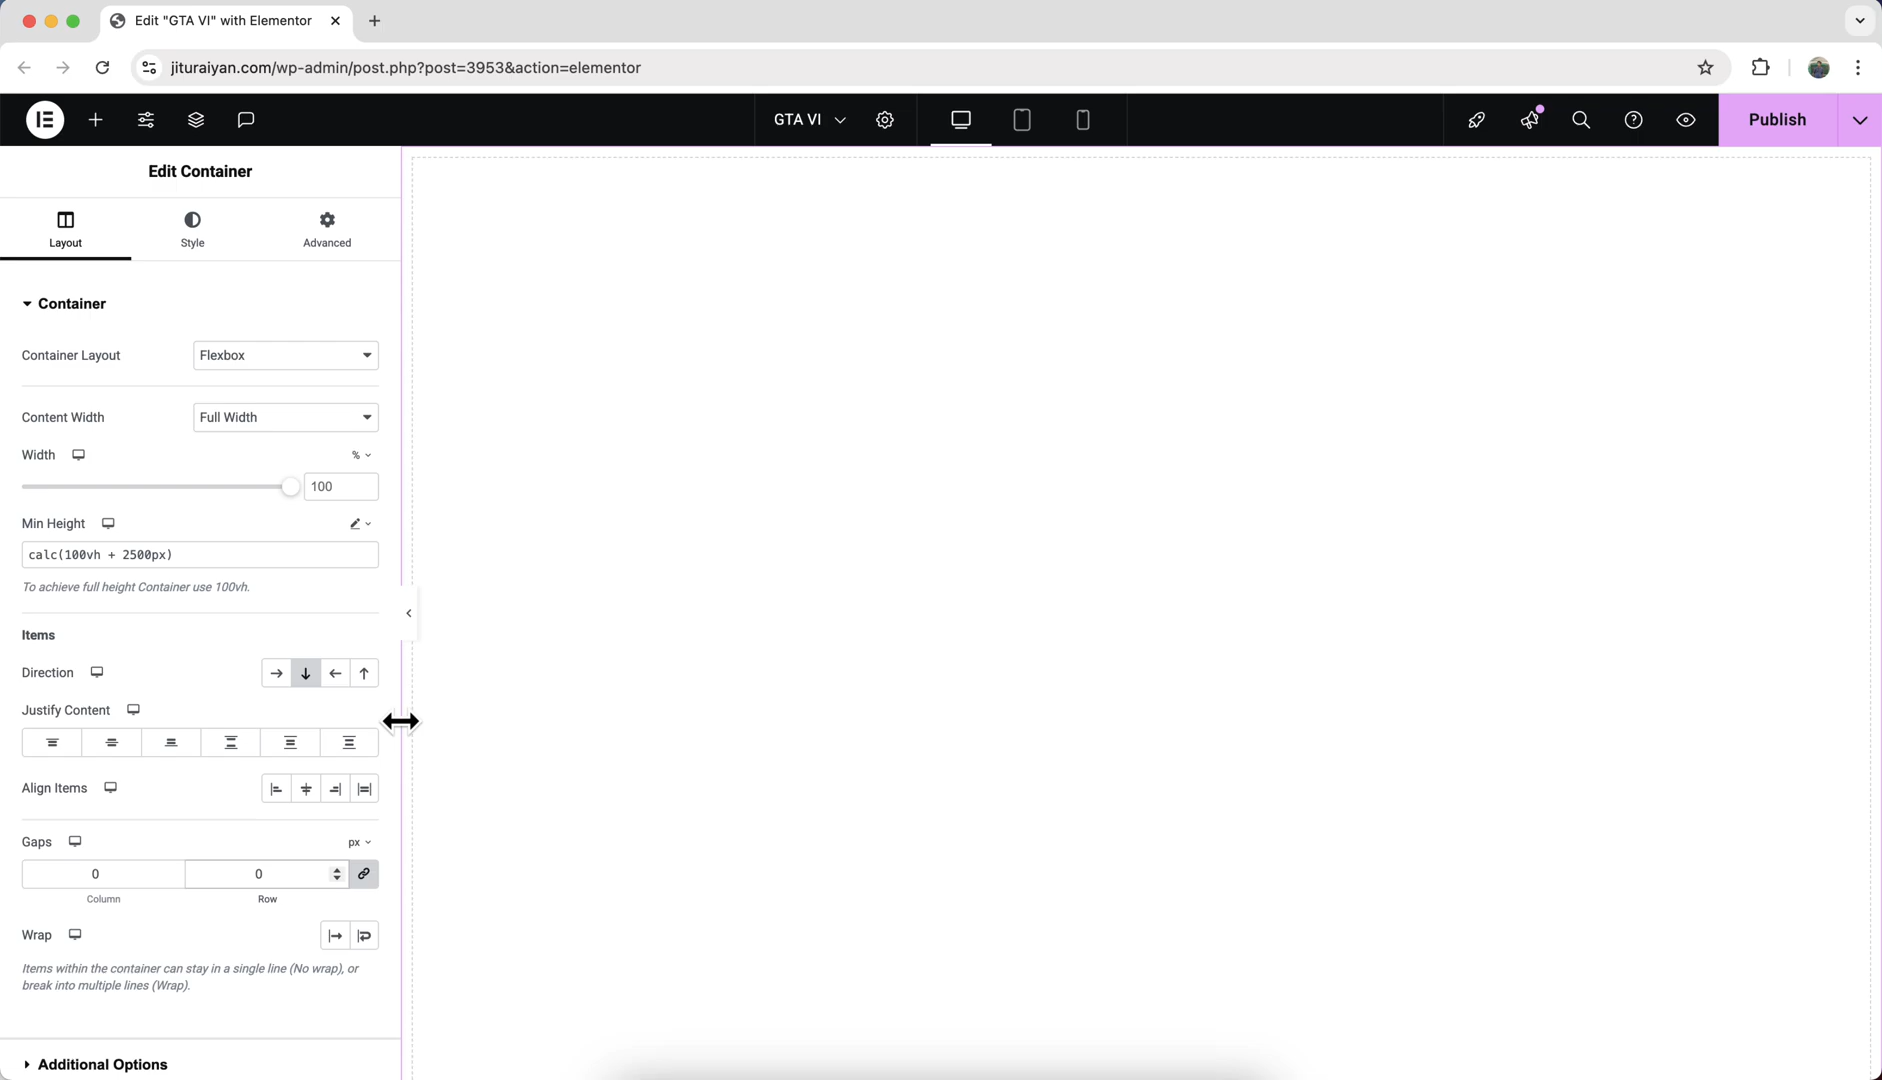 Edit "GTA VI" with Elementor
jituraiyan.com/wp-admin/post.php?post=3953&action=elementor
GTA VI
Publish
Edit Container
Layout
Style
Advanced
Container
Container Layout
Flexbox
Content Width
Full Width
Width
%
100
Min Height
calc(100vh + 2500px)
To achieve full height Container use 100vh.
Items
Direction
Justify Content
Align Items
Gaps
px
0
0
Column
Row
Wrap
Items within the container can stay in a single line (No wrap), or
break into multiple lines (Wrap).
Additional Options